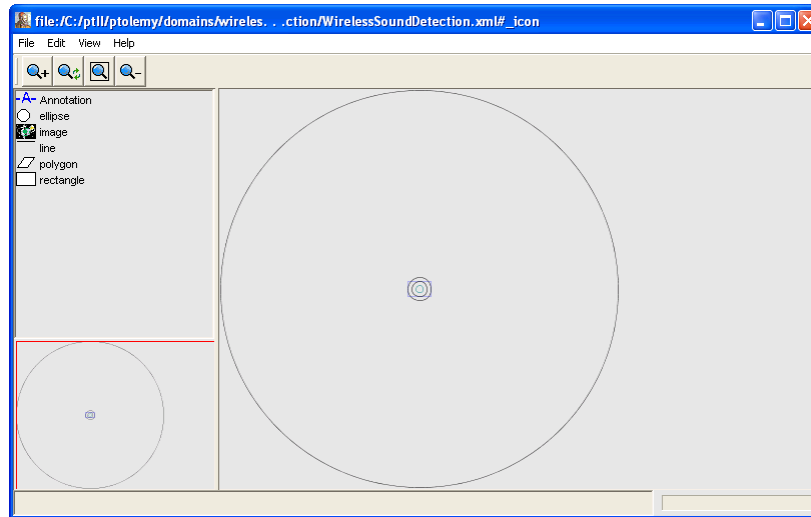 file:/C:/ptII/ptolemy/domains/wireles. . .ction/WirelessSoundDetection.xml#_icon
File Edit View Help
-A- Annotation
ellipse
image
line
polygon
rectangle